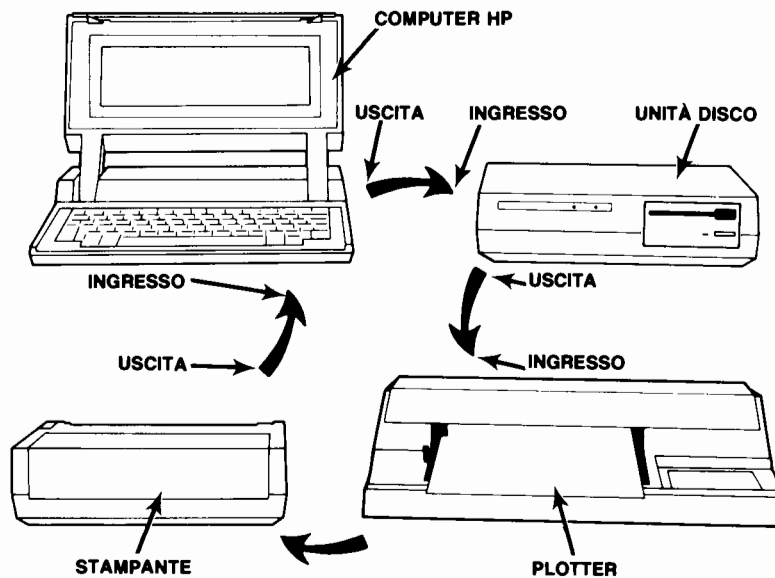 COMPUTER HP
USCITA
INGRESSO
UNITÀ DISCO
INGRESSO
USCITA
USCITA
INGRESSO
STAMPANTE
PLOTTER